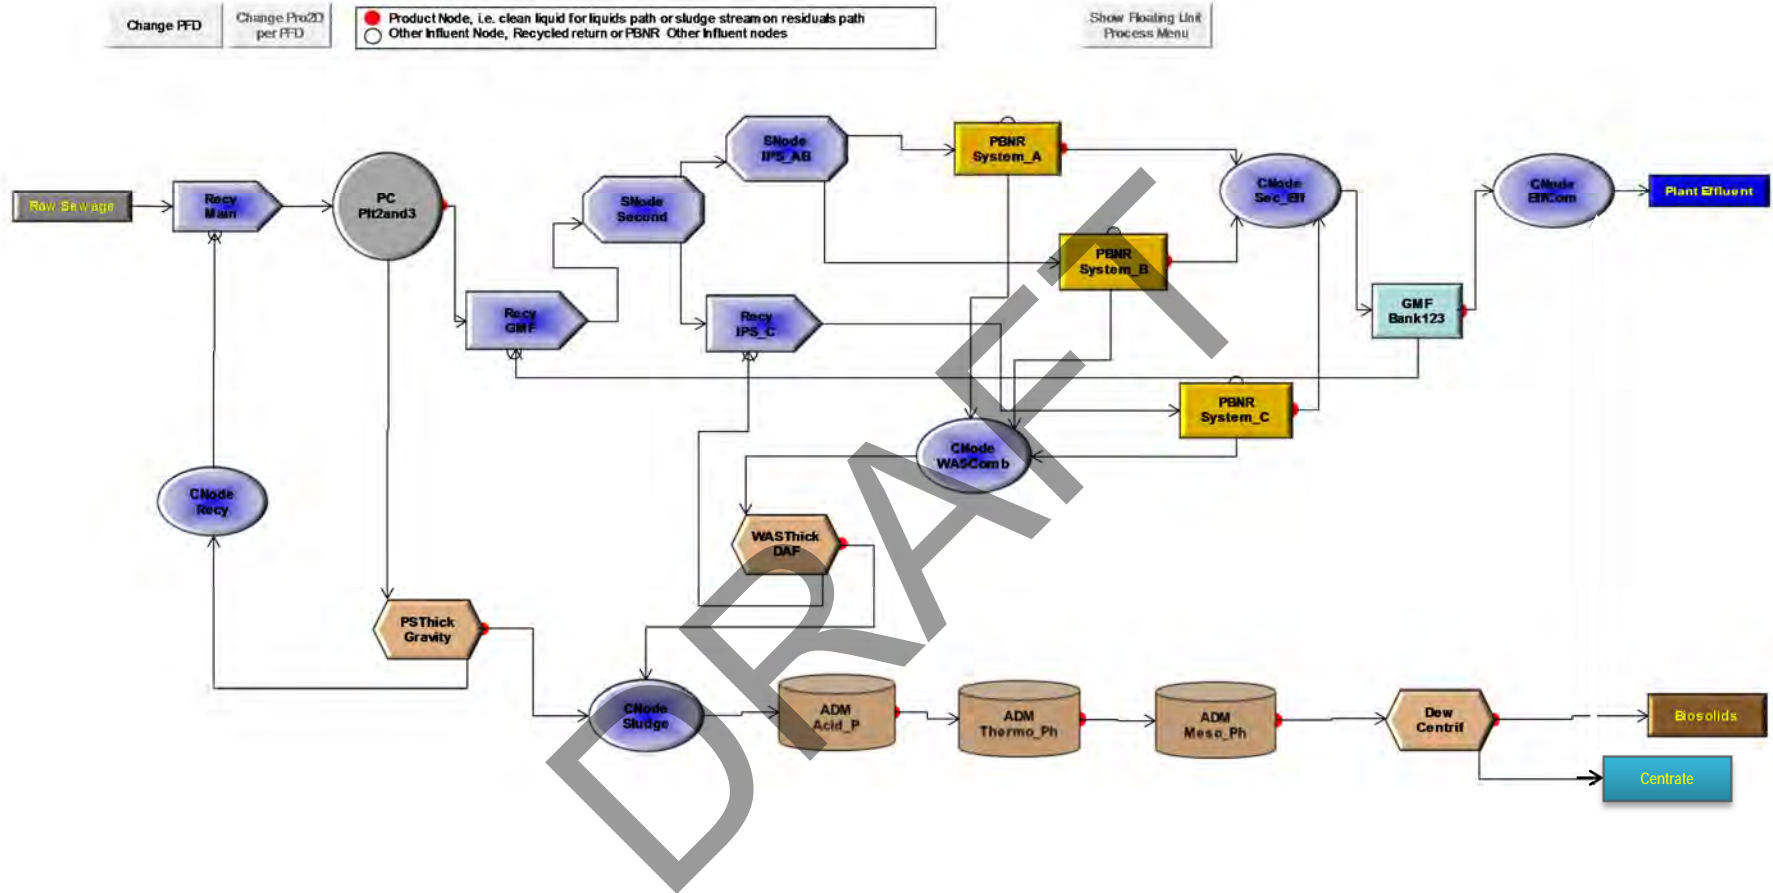 Change PFD
Change Pro2D
per PFD
Product Node, i.e. clean liquid for liquids path or sludge stream on residuals path
Other Influent Node, Recycled return or PBNR Other Influent nodes
Show Floating Unit
Process Menu
Raw Sewage
Recy
Main
PC
Plt2and3
Recy
GMF
SNode
Second
SNode
IPS_AB
Recy
IPS_C
PBNR
System_A
PBNR
System_B
PBNR
System_C
CNode
Sec_Eff
GMF
Bank123
CNode
EffCom
Plant Effluent
CNode
WASComb
CNode
Recy
WASThick
DAF
PSThick
Gravity
CNode
Sludge
ADM
Acid_P
ADM
Thermo_Ph
ADM
Meso_Ph
Dew
Centrif
Biosolids
Centrate
DRAFT